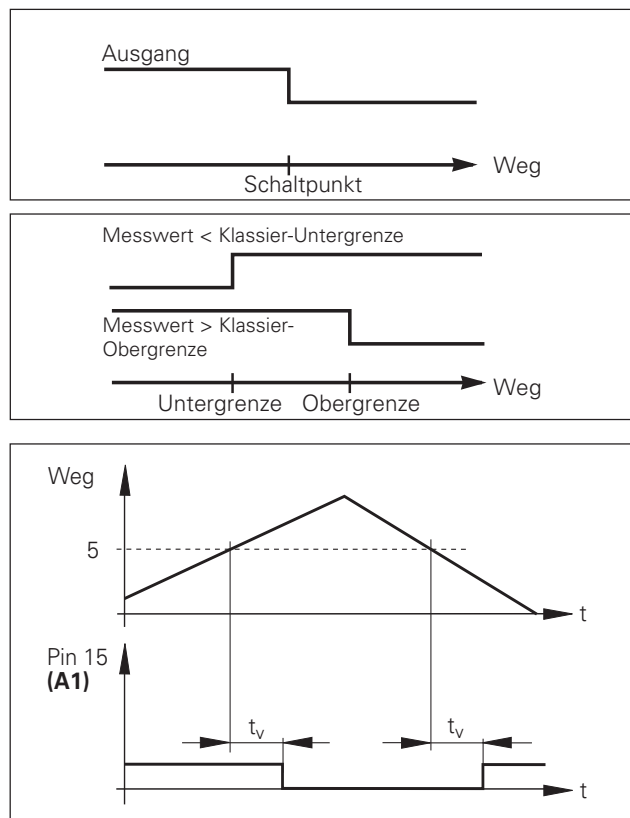 Ausgang
Weg
Schaltpunkt
Messwert < Klassier-Untergrenze
Messwert > Klassier-
Obergrenze
Weg
Untergrenze Obergrenze
Weg
5
t
Pin 15
(A1)
tv tv
t